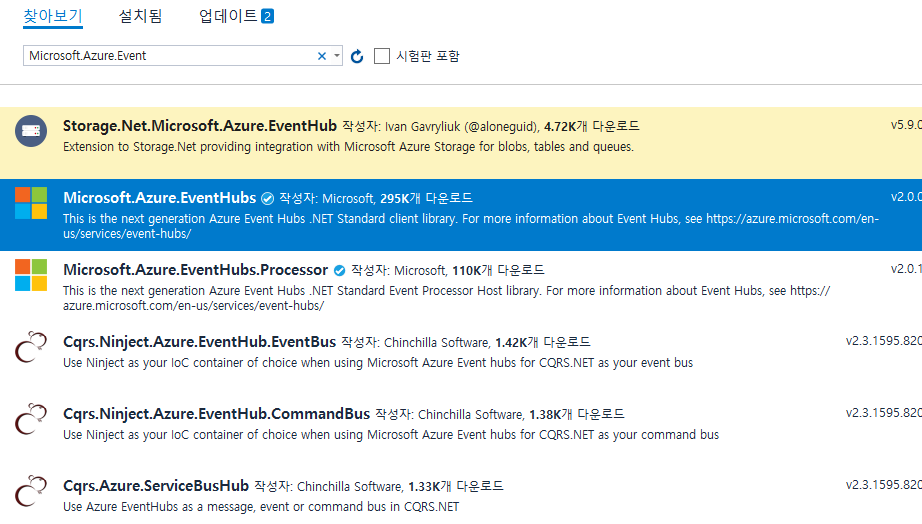 찾아보기 설치됨 업데이트 2
Microsoft.Azure.Event 시험판 포함
Storage.Net.Microsoft.Azure.EventHub 작성자: Ivan Gavryliuk (@aloneguid), 4.72K개 다운로드 v5.9.0
Extension to Storage.Net providing integration with Microsoft Azure Storage for blobs, tables and queues.
Microsoft.Azure.EventHubs 작성자: Microsoft, 295K개 다운로드 v2.0.0
This is the next generation Azure Event Hubs .NET Standard client library. For more information about Event Hubs, see https://azure.microsoft.com/en-
us/services/event-hubs/
Microsoft.Azure.EventHubs.Processor 작성자: Microsoft, 110K개 다운로드 v2.0.1
This is the next generation Azure Event Hubs .NET Standard Event Processor Host library. For more information about Event Hubs, see https://
azure.microsoft.com/en-us/services/event-hubs/
Cqrs.Ninject.Azure.EventHub.EventBus 작성자: Chinchilla Software, 1.42K개 다운로드 v2.3.1595.820
Use Ninject as your IoC container of choice when using Microsoft Azure Event hubs for CQRS.NET as your event bus
Cqrs.Ninject.Azure.EventHub.CommandBus 작성자: Chinchilla Software, 1.38K개 다운로드 v2.3.1595.820
Use Ninject as your IoC container of choice when using Microsoft Azure Event hubs for CQRS.NET as your command bus
Cqrs.Azure.ServiceBusHub 작성자: Chinchilla Software, 1.33K개 다운로드 v2.3.1595.820
Use Azure EventHubs as a message, event or command bus in CQRS.NET